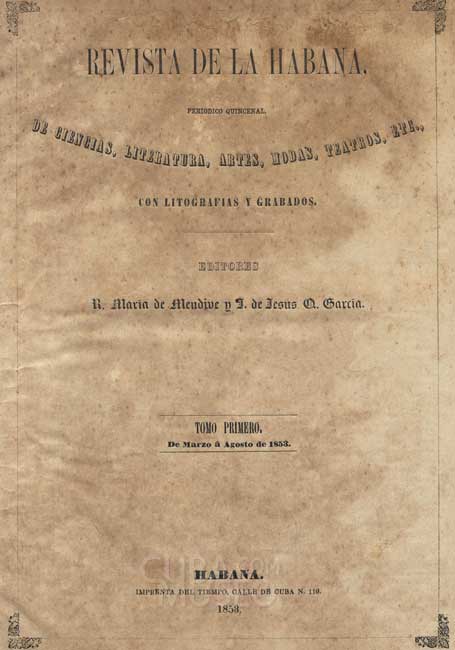 REVISTA DE LA HABANA.
PERIODICO QUINCENAL
DE CIENCIAS, LITERATURA, ARTES, MODAS, TEATROS, ETC.,
CON LITOGRAFIAS Y GRABADOS.
EDITORES
R. Maria de Mendive y J. de Jesus Q. Garcia.
TOMO PRIMERO.
De Marzo á Agosto de 1853.
HABANA.
IMPRENTA DEL TIEMPO, CALLE DE CUBA N. 110.
1853.